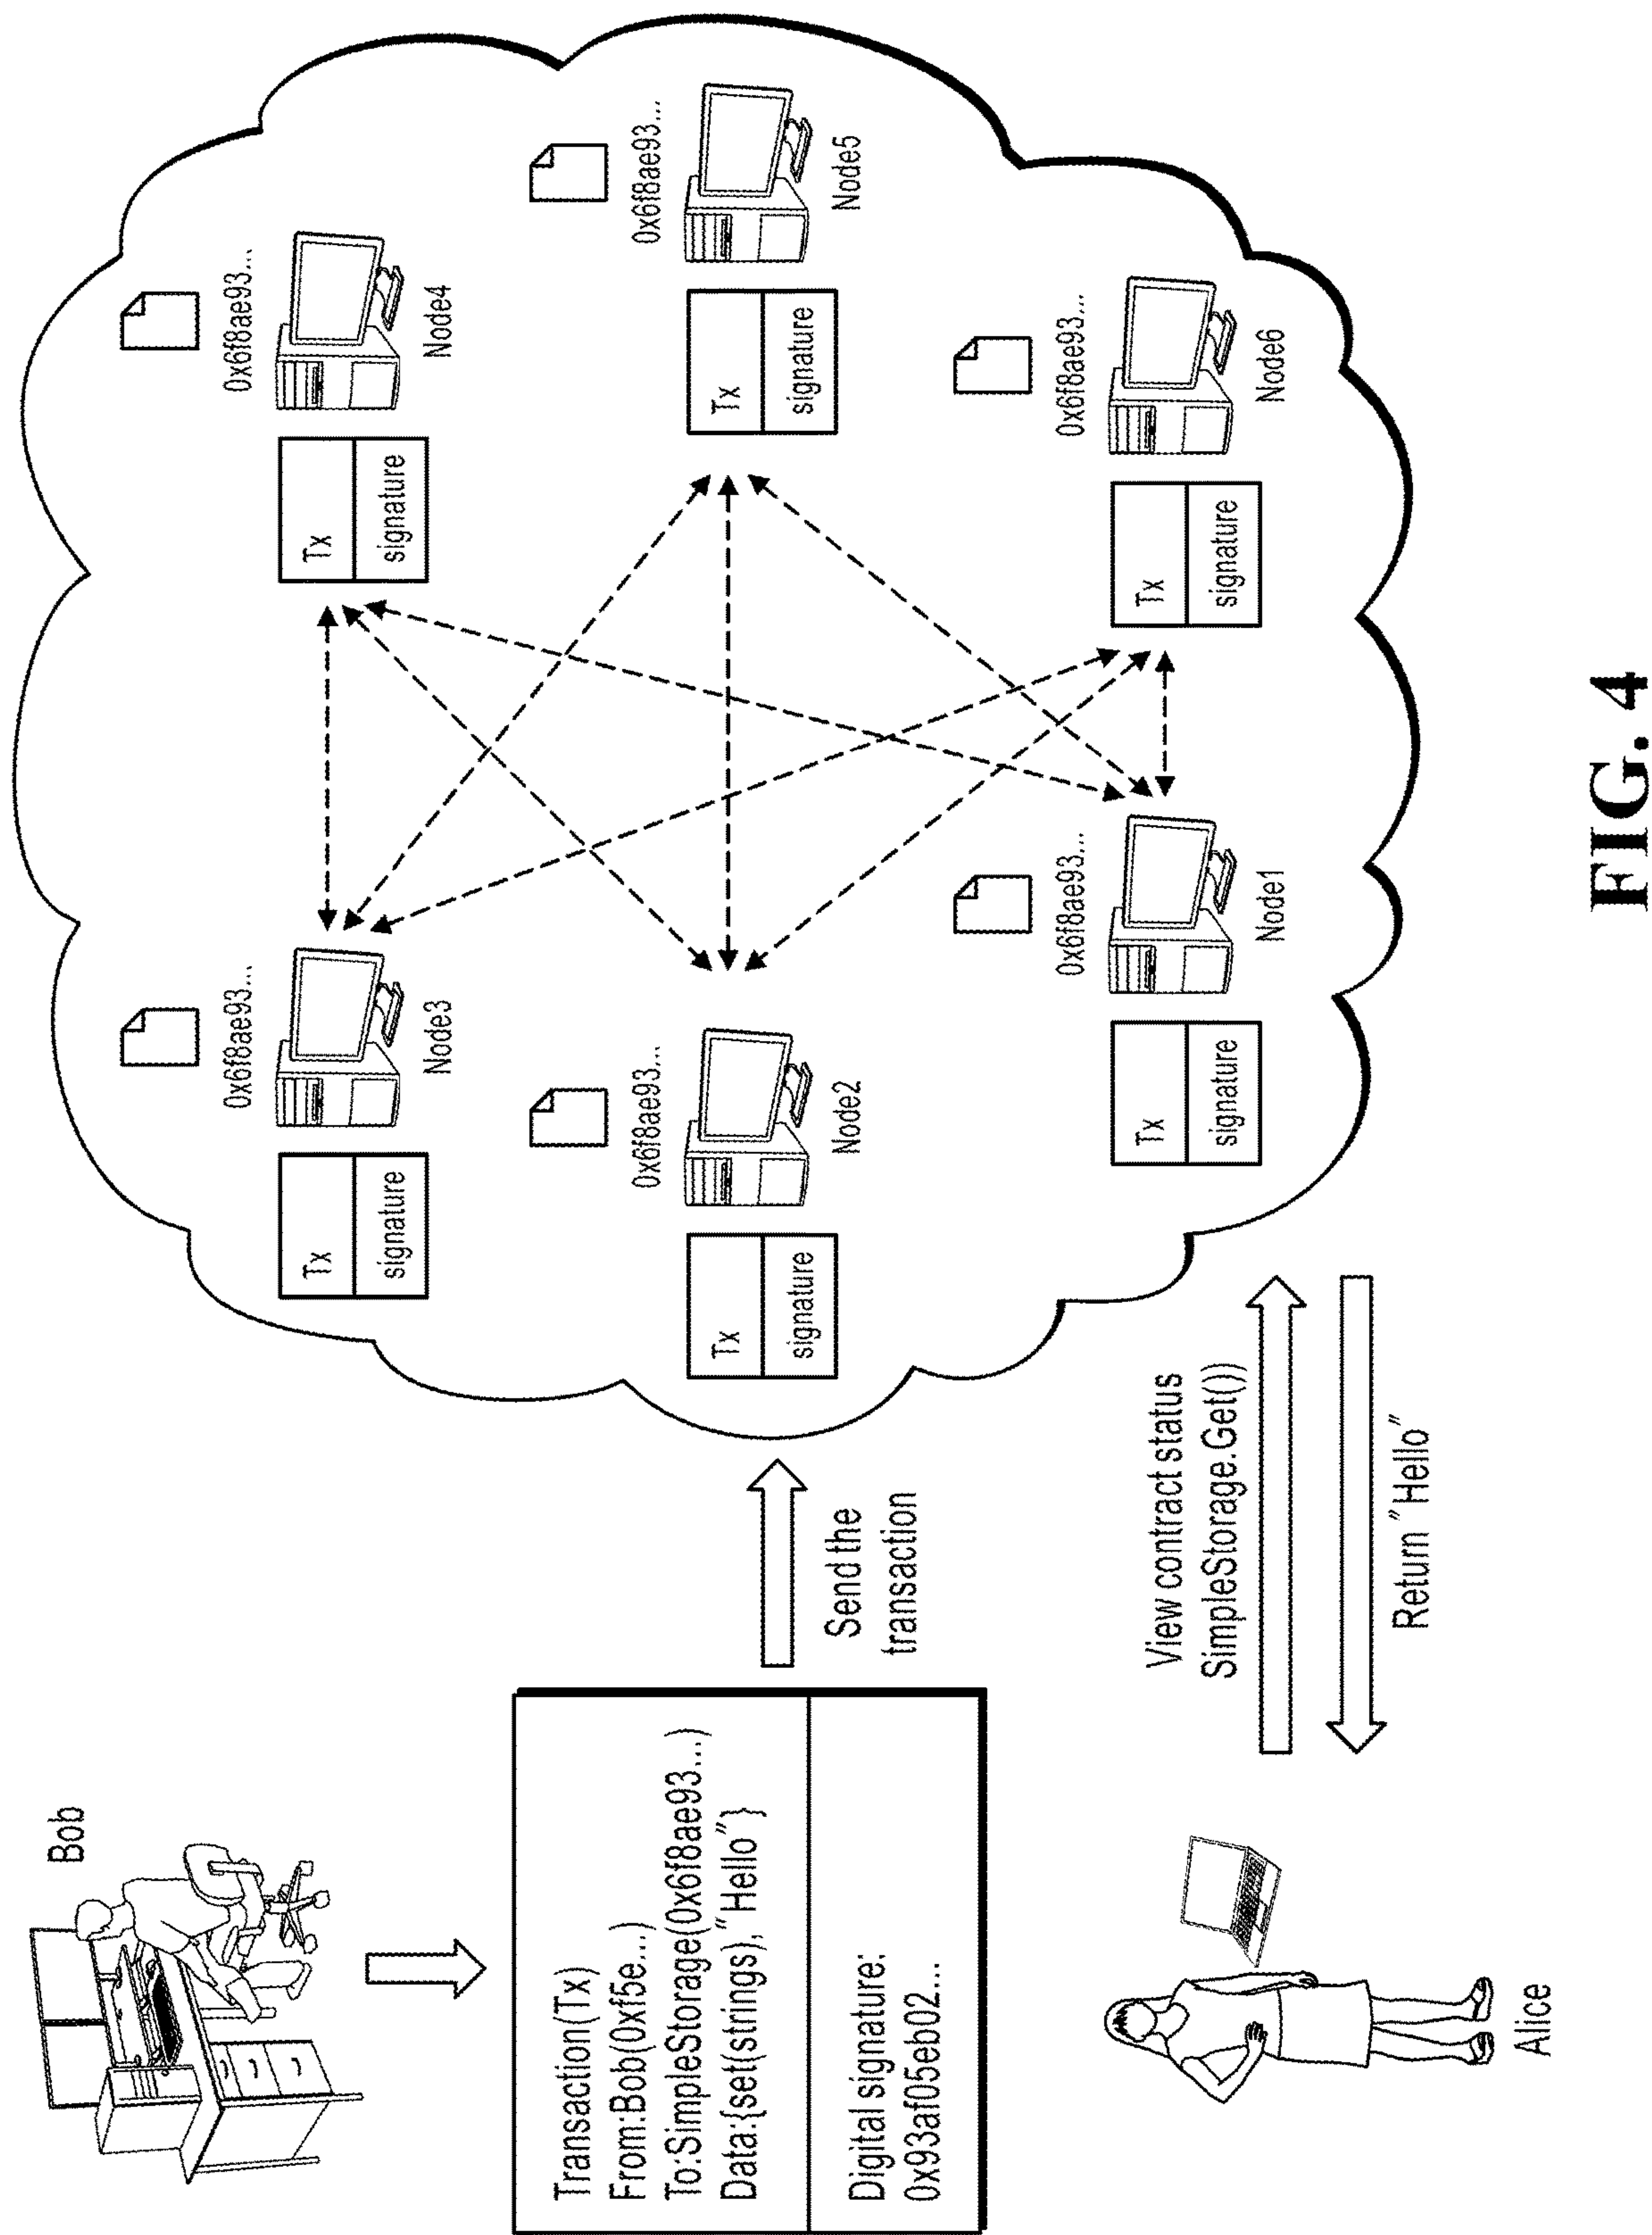 Bob
Transaction(Tx)
From:Bob(0xf5e...)
To:SimpleStorage(0x6f8ae93...)
Data:{set(strings),"Hello"}
Digital signature:
0x93af05eb02...
Send the
transaction
Alice
View contract status
SimpleStorage.Get())
Return "Hello"
0x6f8ae93...
Node3
Tx
signature
0x6f8ae93...
Node4
Tx
signature
0x6f8ae93...
Node2
Tx
signature
0x6f8ae93...
Node5
Tx
signature
0x6f8ae93...
Node1
Tx
signature
0x6f8ae93...
Node6
Tx
signature
FIG. 4